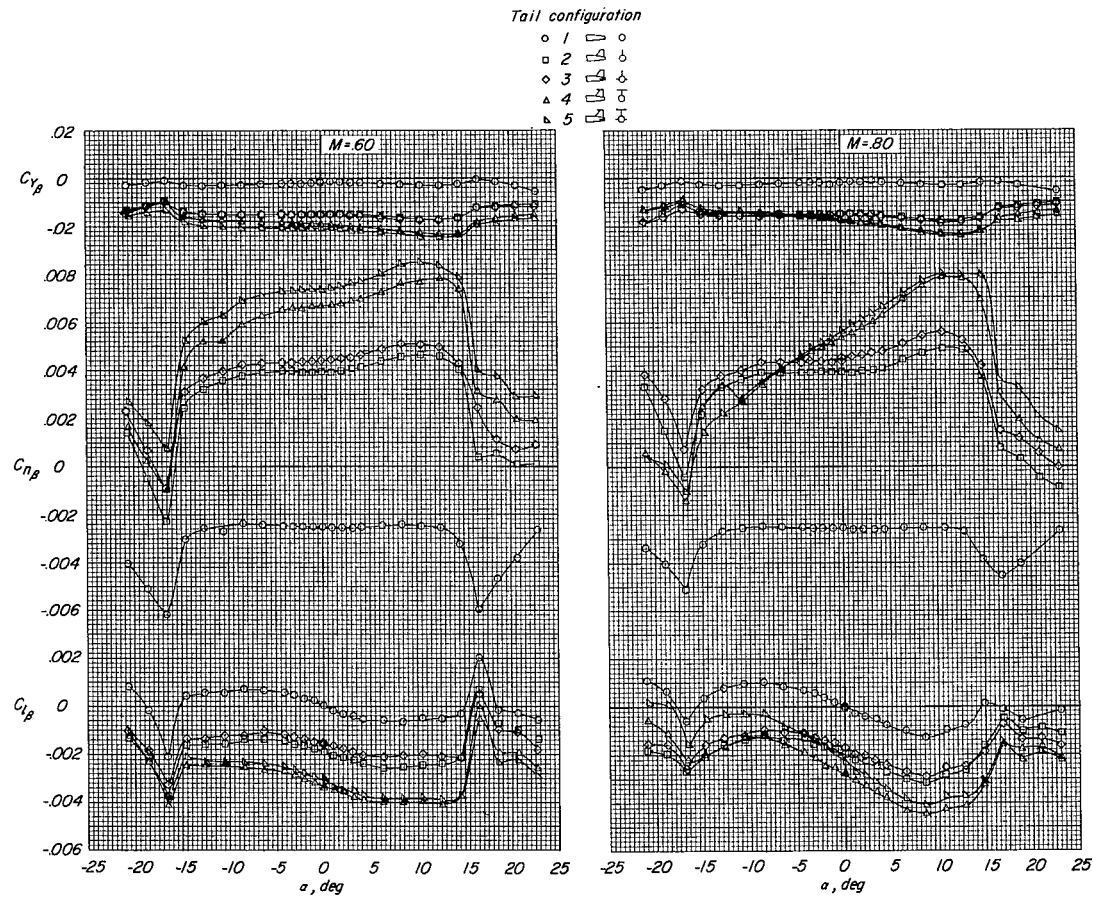 Tail configuration
1
2
3
4
5
M=.60
M=.80
.02
C_Yβ 0
-.02
.008
.006
.004
.002
C_nβ 0
-.002
-.004
-.006
.002
C_lβ 0
-.002
-.004
-.006
-25 -20 -15 -10 -5 0 5 10 15 20 25
α, deg
-25 -20 -15 -10 -5 0 5 10 15 20 25
α, deg